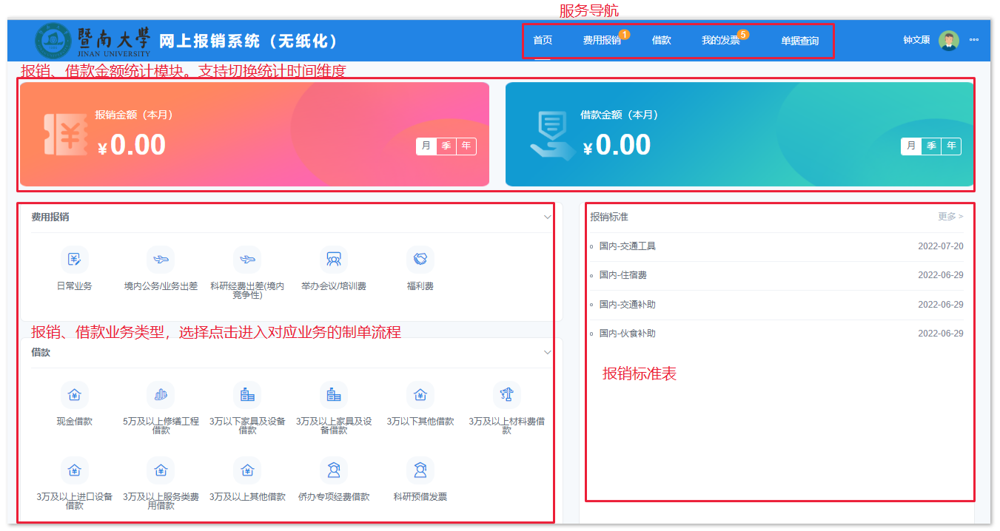 服务导航
暨南大学
JINAN UNIVERSITY
网上报销系统（无纸化）
首页 费用报销 1 借款 我的发票 5 单据查询
钟文康
报销、借款金额统计模块。支持切换统计时间维度
报销金额（本月）
¥0.00
月 季 年
借款金额（本月）
¥0.00
月 季 年
费用报销
日常业务 境内公务/业务出差 科研经费出差(境内 举办会议/培训费 福利费
竞争性)
报销、借款业务类型，选择点击进入对应业务的制单流程
借款
现金借款 5万及以上修缮工程 3万以下家具及设备 3万及以上家具及设 3万以下其他借款 3万及以上材料费借
借款 借款 备借款 款
3万及以上进口设备 3万及以上服务类费 3万及以上其他借款 侨办专项经费借款 科研预借发票
借款 用借款
报销标准 更多 >
国内-交通工具 2022-07-20
国内-住宿费 2022-06-29
国内-交通补助 2022-06-29
国内-伙食补助 2022-06-29
报销标准表